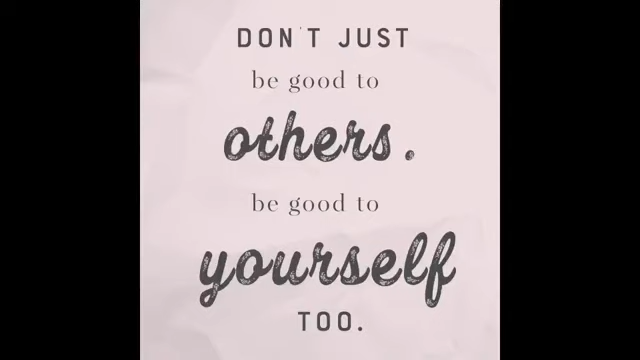 DON'T JUST
be good to
others.
be good to
yourself
TOO.